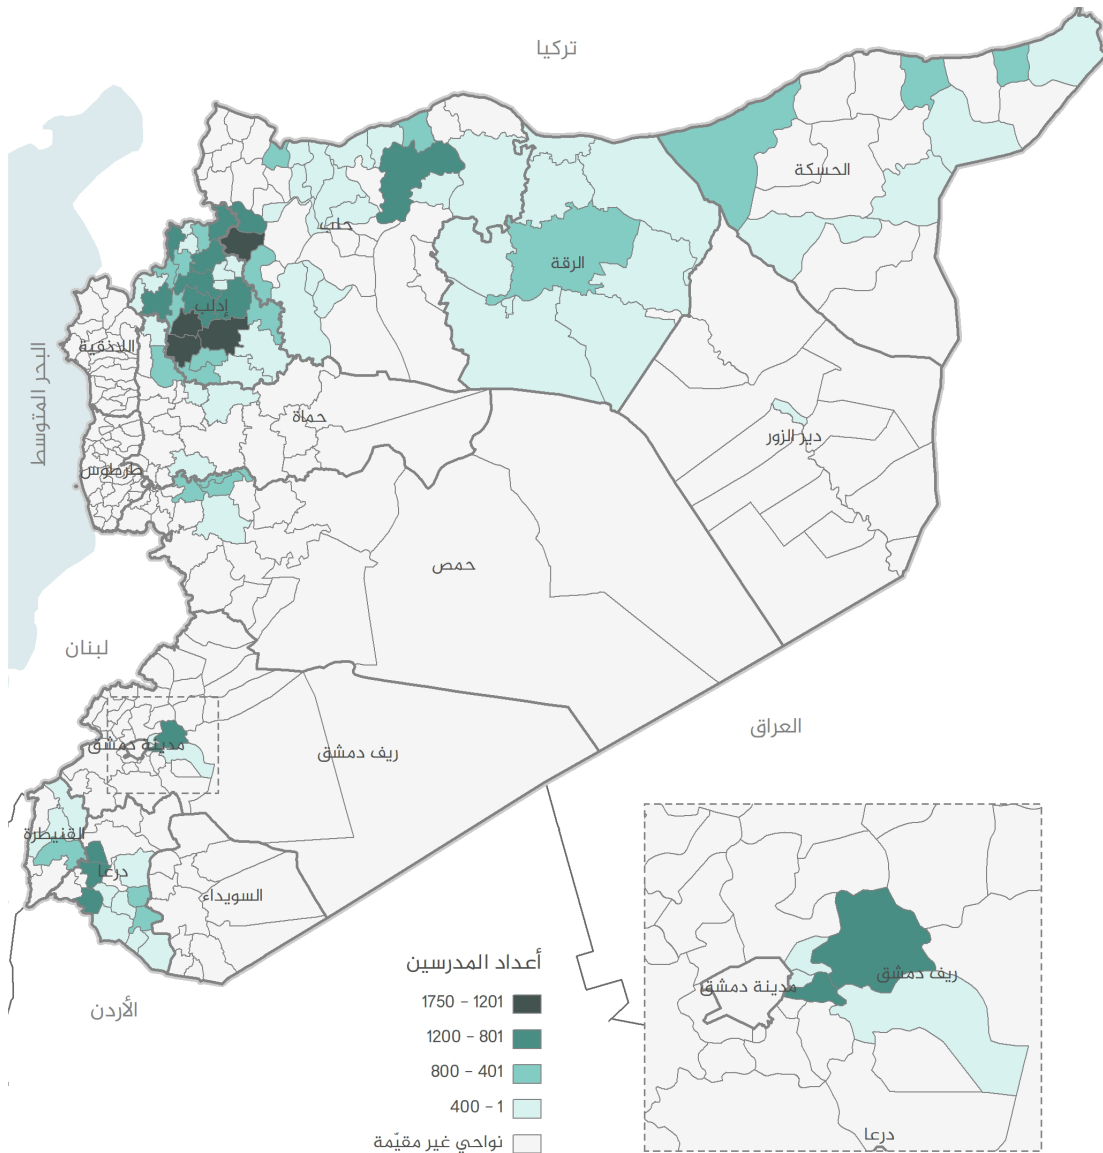 تركيا
الحسكة
حلب
الرقة
إدلب
اللاذقية
البحر المتوسط
حماة
دير الزور
طرطوس
حمص
لبنان
العراق
مدينة دمشق
ريف دمشق
القنيطرة
درعا
السويداء
الأردن
أعداد المدرسين
1201 - 1750
801 - 1200
401 - 800
1 - 400
نواحي غير مقيّمة
ريف دمشق
مدينة دمشق
درعا